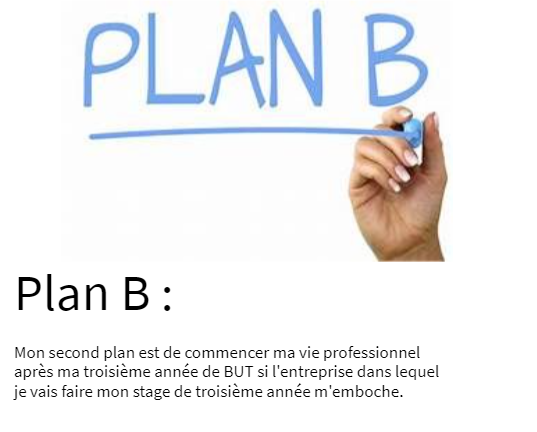 PLAN B
Plan B :
Mon second plan est de commencer ma vie professionnel
après ma troisième année de BUT si l'entreprise dans lequel
je vais faire mon stage de troisième année m'emboche.